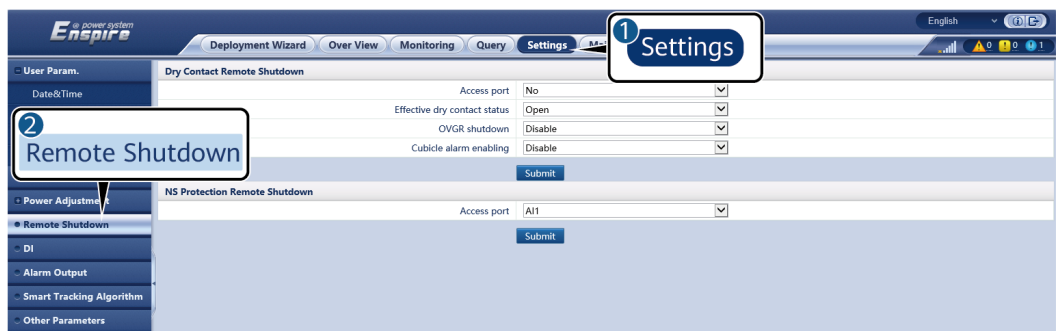 @ power system
Enspire
English
Deployment Wizard Over View Monitoring Query Settings
1 Settings
0 0 1
User Param.
Date&Time
2
Remote Shutdown
Power Adjustment
Remote Shutdown
DI
Alarm Output
Smart Tracking Algorithm
Other Parameters
Dry Contact Remote Shutdown
Access port No
Effective dry contact status Open
OVGR shutdown Disable
Cubicle alarm enabling Disable
Submit
NS Protection Remote Shutdown
Access port AI1
Submit